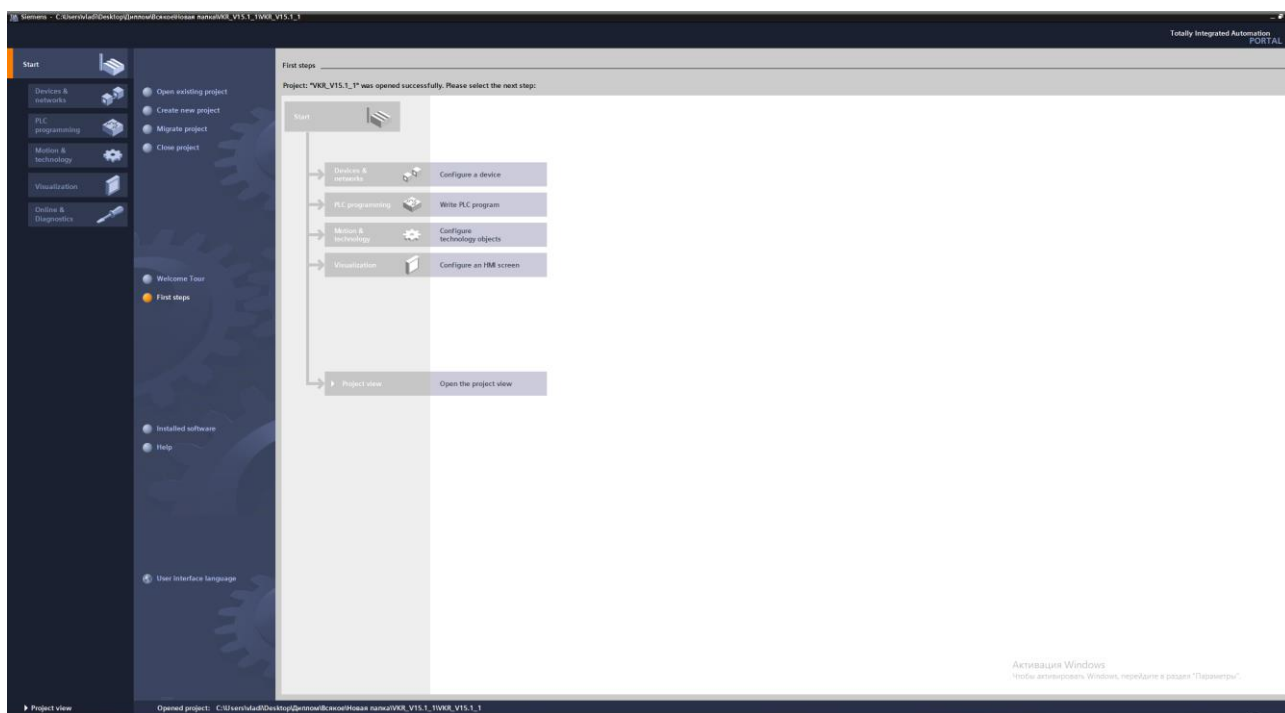 Siemens - C:\Users\vladi\Desktop\Диплом\Всякое\Новая папка\VKR_V15.1_1\VKR_V15.1_1
Totally Integrated Automation
PORTAL
Start
Devices &
networks
PLC
programming
Motion &
technology
Visualization
Online &
Diagnostics
Open existing project
Create new project
Migrate project
Close project
Welcome Tour
First steps
Installed software
Help
User interface language
First steps
Project: "VKR_V15.1_1" was opened successfully. Please select the next step:
Start
Devices &
networks
Configure a device
PLC programming
Write PLC program
Motion &
technology
Configure
technology objects
Visualization
Configure an HMI screen
Project view
Open the project view
Активация Windows
Чтобы активировать Windows, перейдите в раздел "Параметры".
Project view
Opened project: C:\Users\vladi\Desktop\Диплом\Всякое\Новая папка\VKR_V15.1_1\VKR_V15.1_1